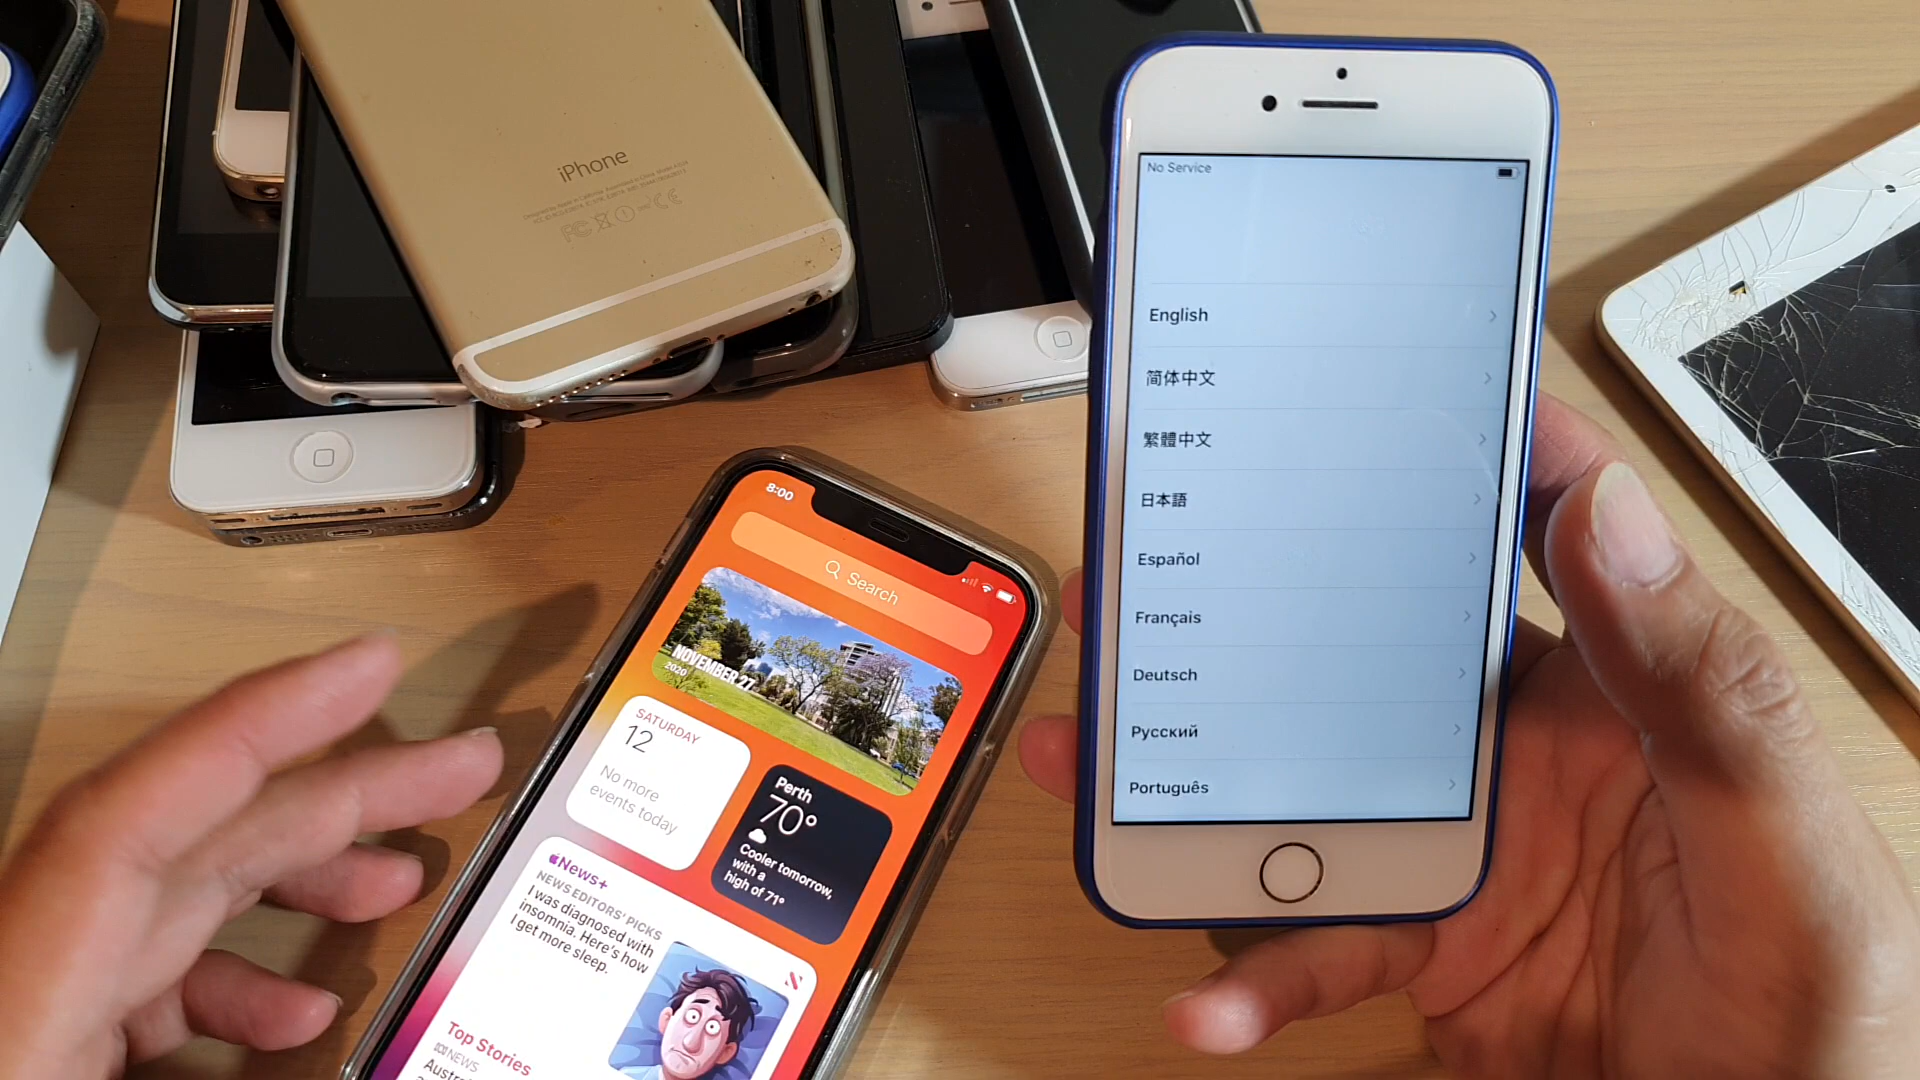 iPhone
No Service
English
简体中文
繁體中文
日本語
Español
Français
Deutsch
Русский
Português
8:00
Search
NOVEMBER 27
2020
SATURDAY
12
No more
events today
Perth
70°
Cooler tomorrow,
with a
high of 71°
News+
NEWS EDITORS' PICKS
I was diagnosed with
insomnia. Here's how
I get more sleep.
Top Stories
NEWS